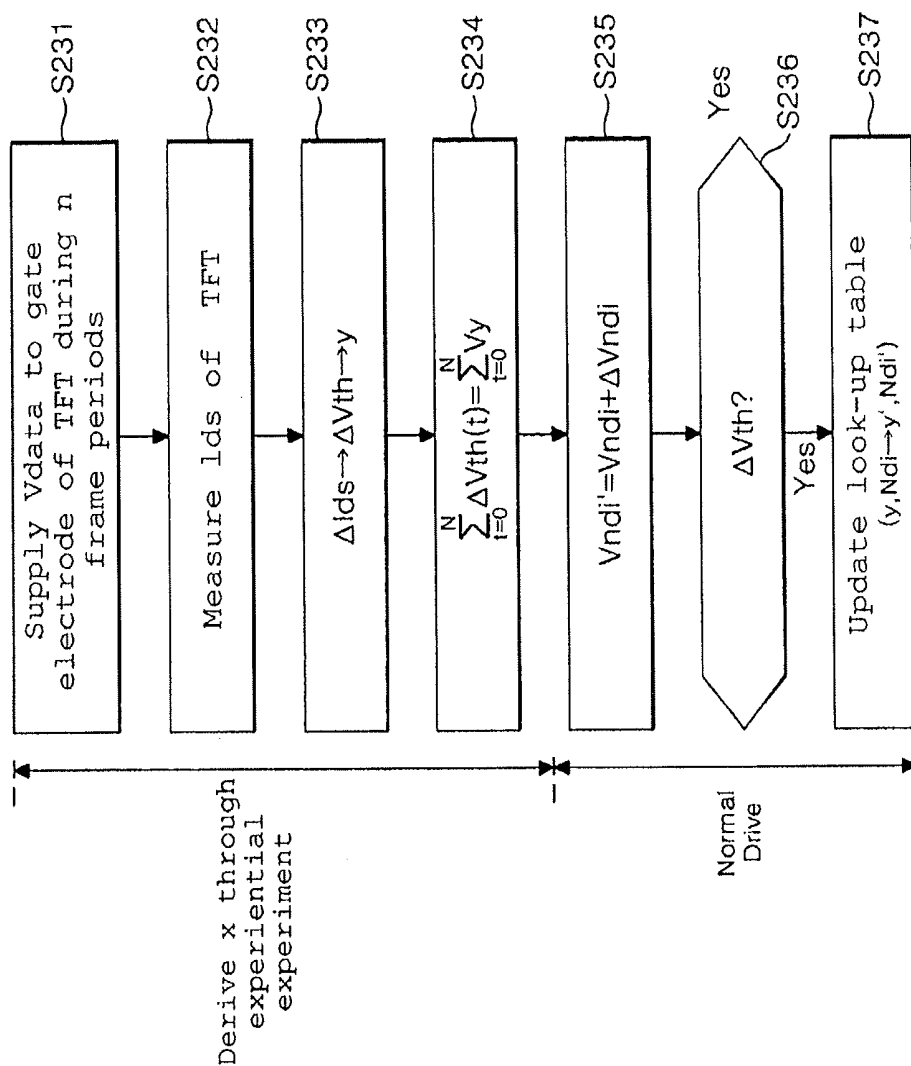 Supply Vdata to gate
electrode of TFT during n
frame periods
S231
Measure Ids of TFT
S232
ΔIds→ΔVth→y
S233
N N
∑ ΔVth(t)= ∑ Vy
t=0 t=0
S234
Derive x through
experiential
experiment
Vndi'=Vndi+ΔVndi
S235
ΔVth?
Yes
S236
Yes
Update look-up table
(y,Ndi→y',Ndi')
S237
Normal
Drive